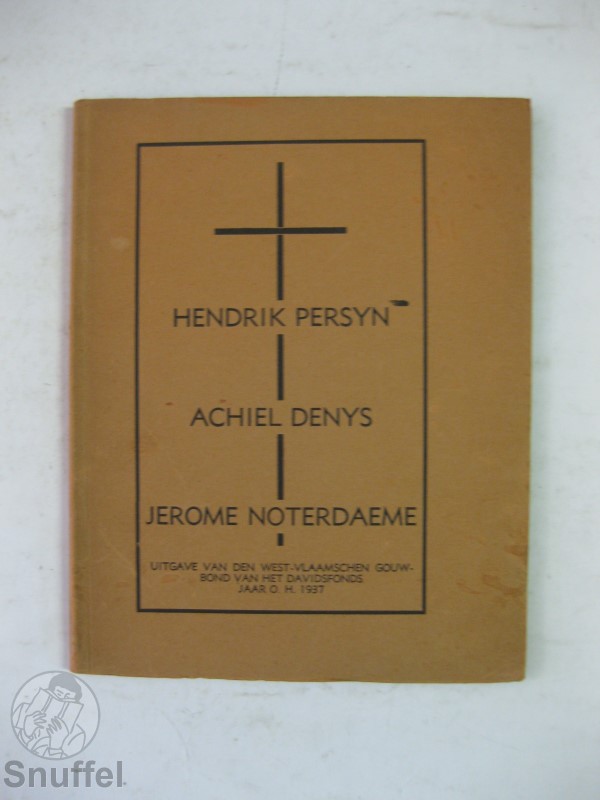 HENDRIK PERSYN
ACHIEL DENYS
JEROME NOTERDAEME
UITGAVE VAN DEN WEST-VLAAMSCHEN GOUW-
BOND VAN HET DAVIDSFONDS
JAAR O. H. 1937
Snuffel.